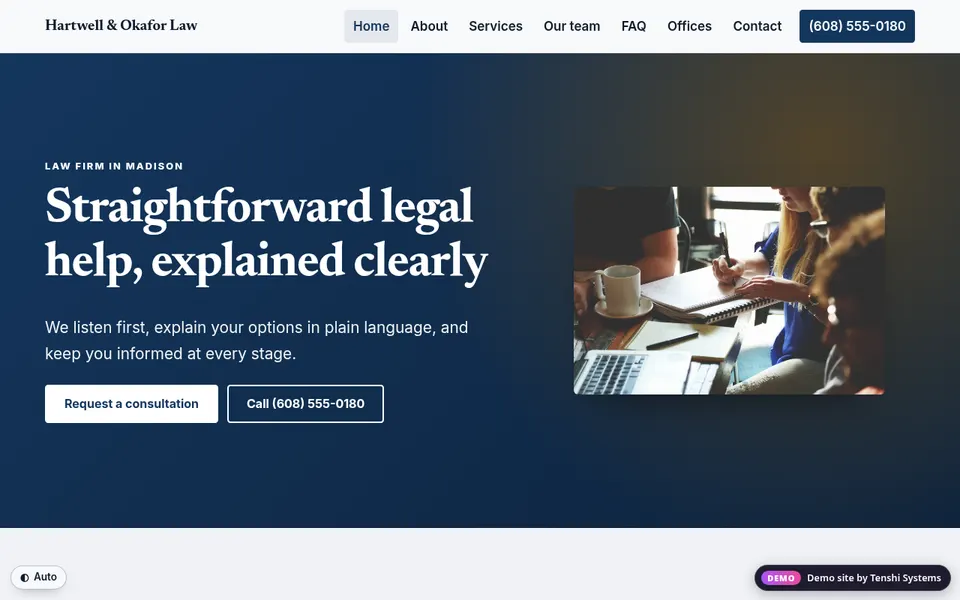 Hartwell & Okafor Law
Home About Services Our team FAQ Offices Contact (608) 555-0180
LAW FIRM IN MADISON
Straightforward legal
help, explained clearly
We listen first, explain your options in plain language, and
keep you informed at every stage.
Request a consultation Call (608) 555-0180
Auto
DEMO Demo site by Tenshi Systems